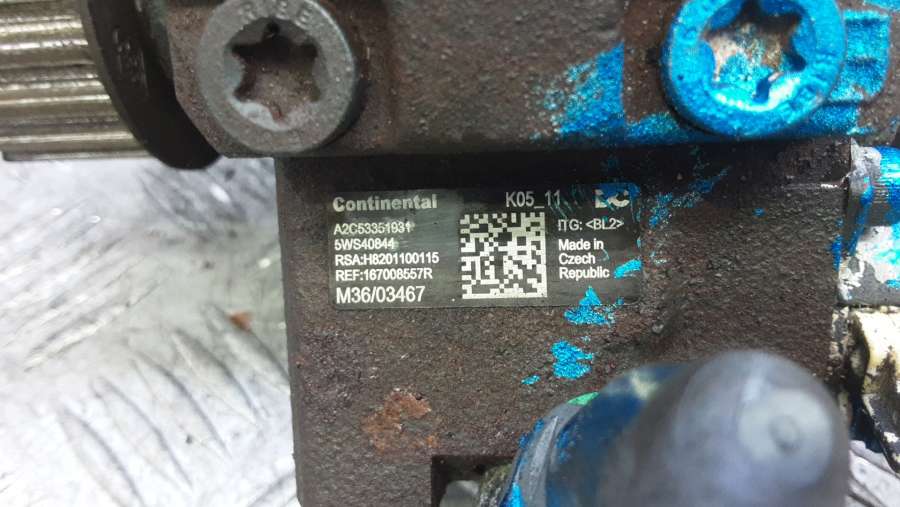 Continental K05_11
A2C53351931 ITG: <BL2>
5WS40844 Made in
RSA:H8201100115 Czech
REF:167008557R Republic
M36/03467